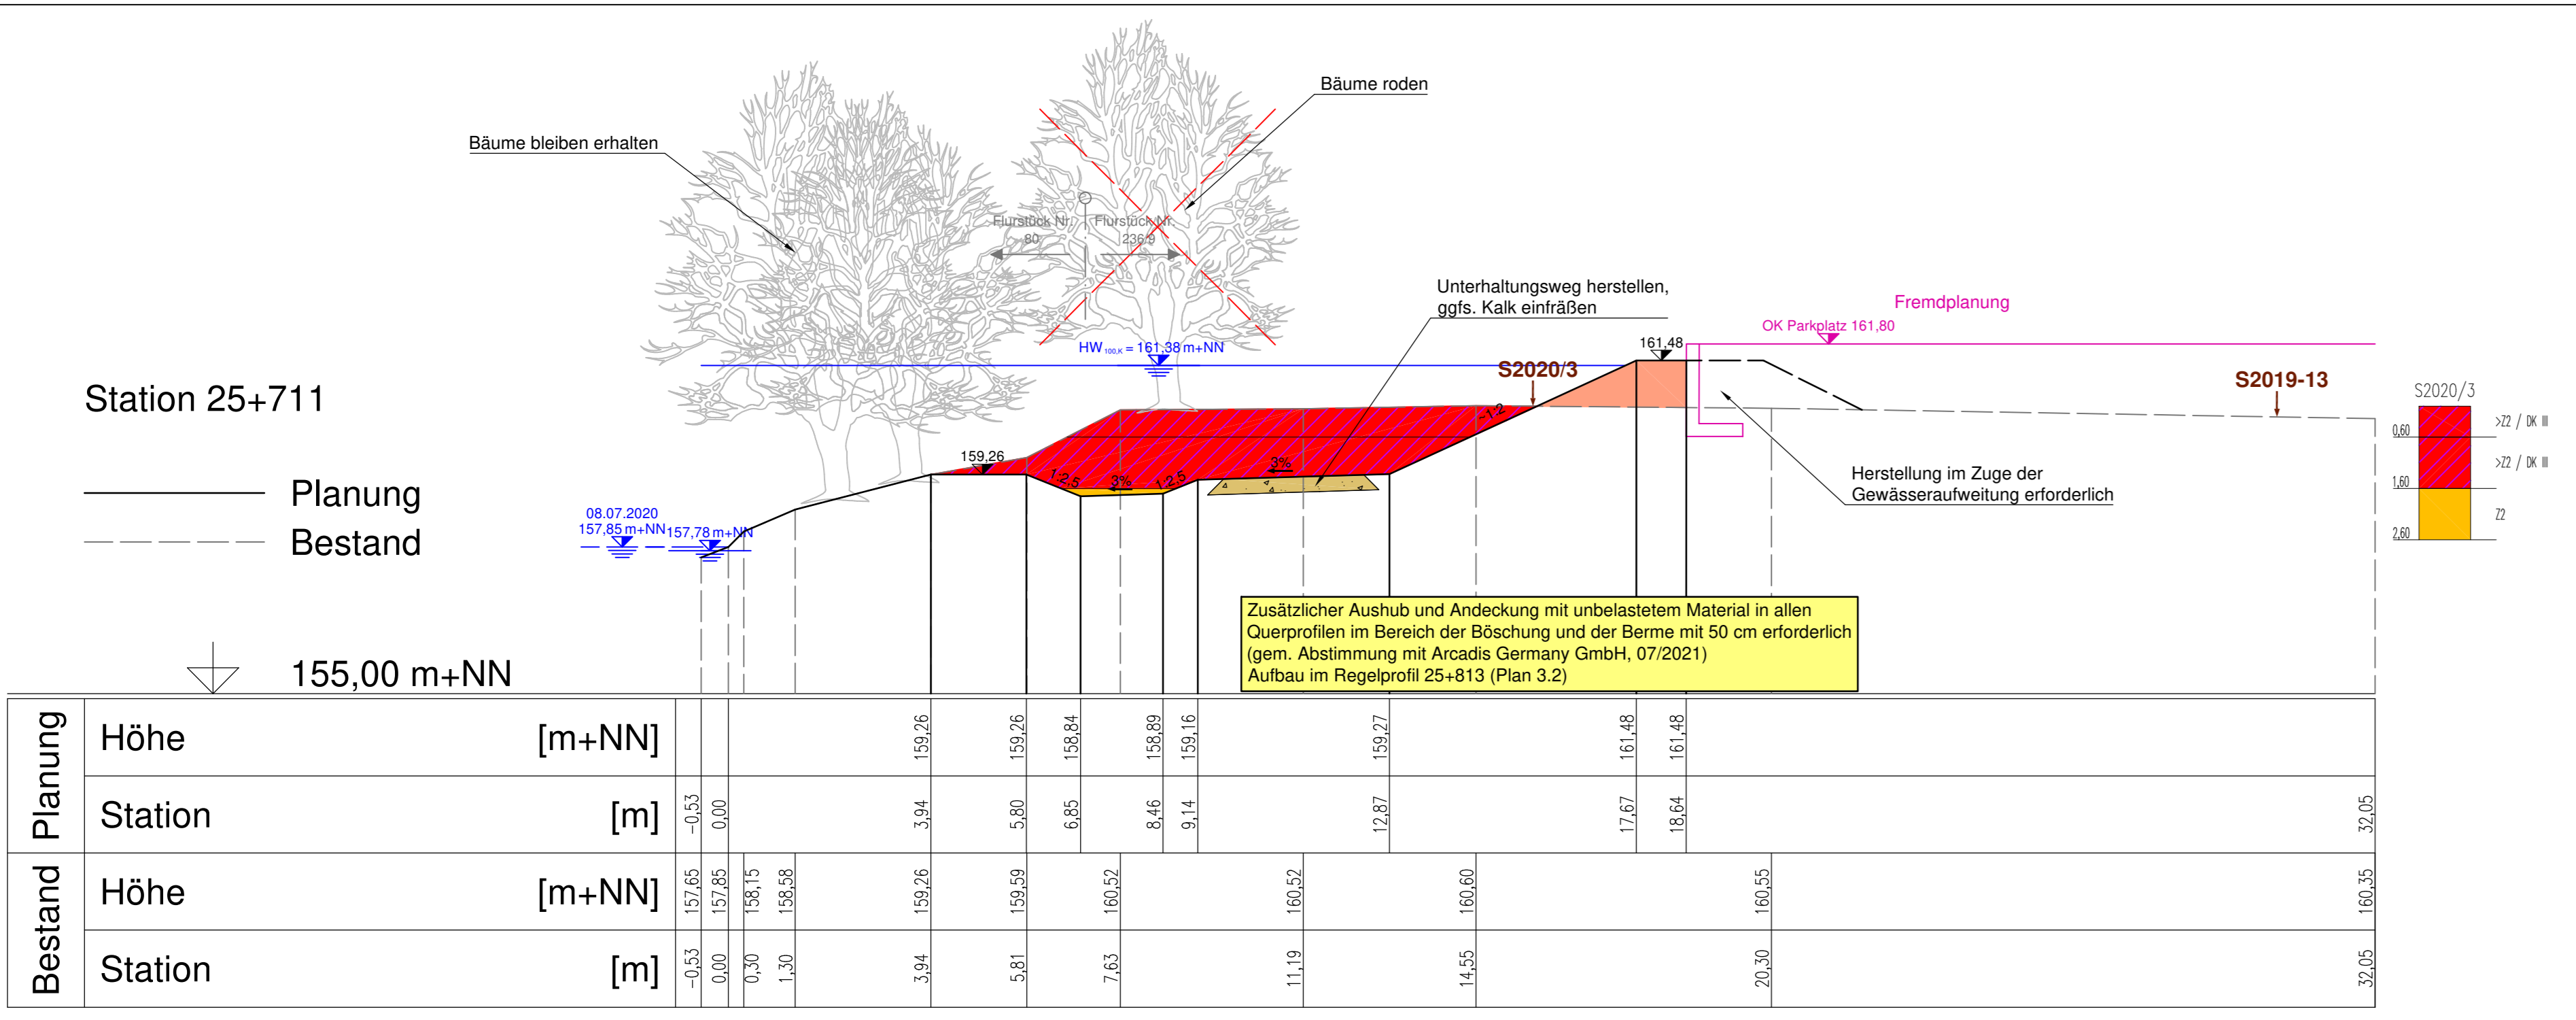 Bäume roden
Bäume bleiben erhalten
Flurstück Nr.
80
Flurstück Nr.
236/9
Unterhaltungsweg herstellen,
ggfs. Kalk einfräßen
Fremdplanung
OK Parkplatz 161,80
HW 100,K = 161,38 m+NN
161,48
S2020/3
S2019-13
S2020/3
Station 25+711
~1:2
>Z2 / DK III
0,60
>Z2 / DK III
1,60
Z2
2,60
159,26
1:2,5
3%
1:2,5
3%
Herstellung im Zuge der
Gewässeraufweitung erforderlich
Planung
Bestand
08.07.2020
157,85 m+NN
157,78 m+NN
Zusätzlicher Aushub und Andeckung mit unbelastetem Material in allen
Querprofilen im Bereich der Böschung und der Berme mit 50 cm erforderlich
(gem. Abstimmung mit Arcadis Germany GmbH, 07/2021)
Aufbau im Regelprofil 25+813 (Plan 3.2)
155,00 m+NN
Planung
Höhe [m+NN] 159,26 159,26 158,84 158,89 159,16 159,27 161,48 161,48
Station [m] -0,53 0,00 3,94 5,80 6,85 8,46 9,14 12,87 17,67 18,64 32,05
Bestand
Höhe [m+NN] 157,65 157,85 158,15 158,58 159,26 159,59 160,52 160,52 160,60 160,55 160,35
Station [m] -0,53 0,00 0,30 1,30 3,94 5,81 7,63 11,19 14,55 20,30 32,05